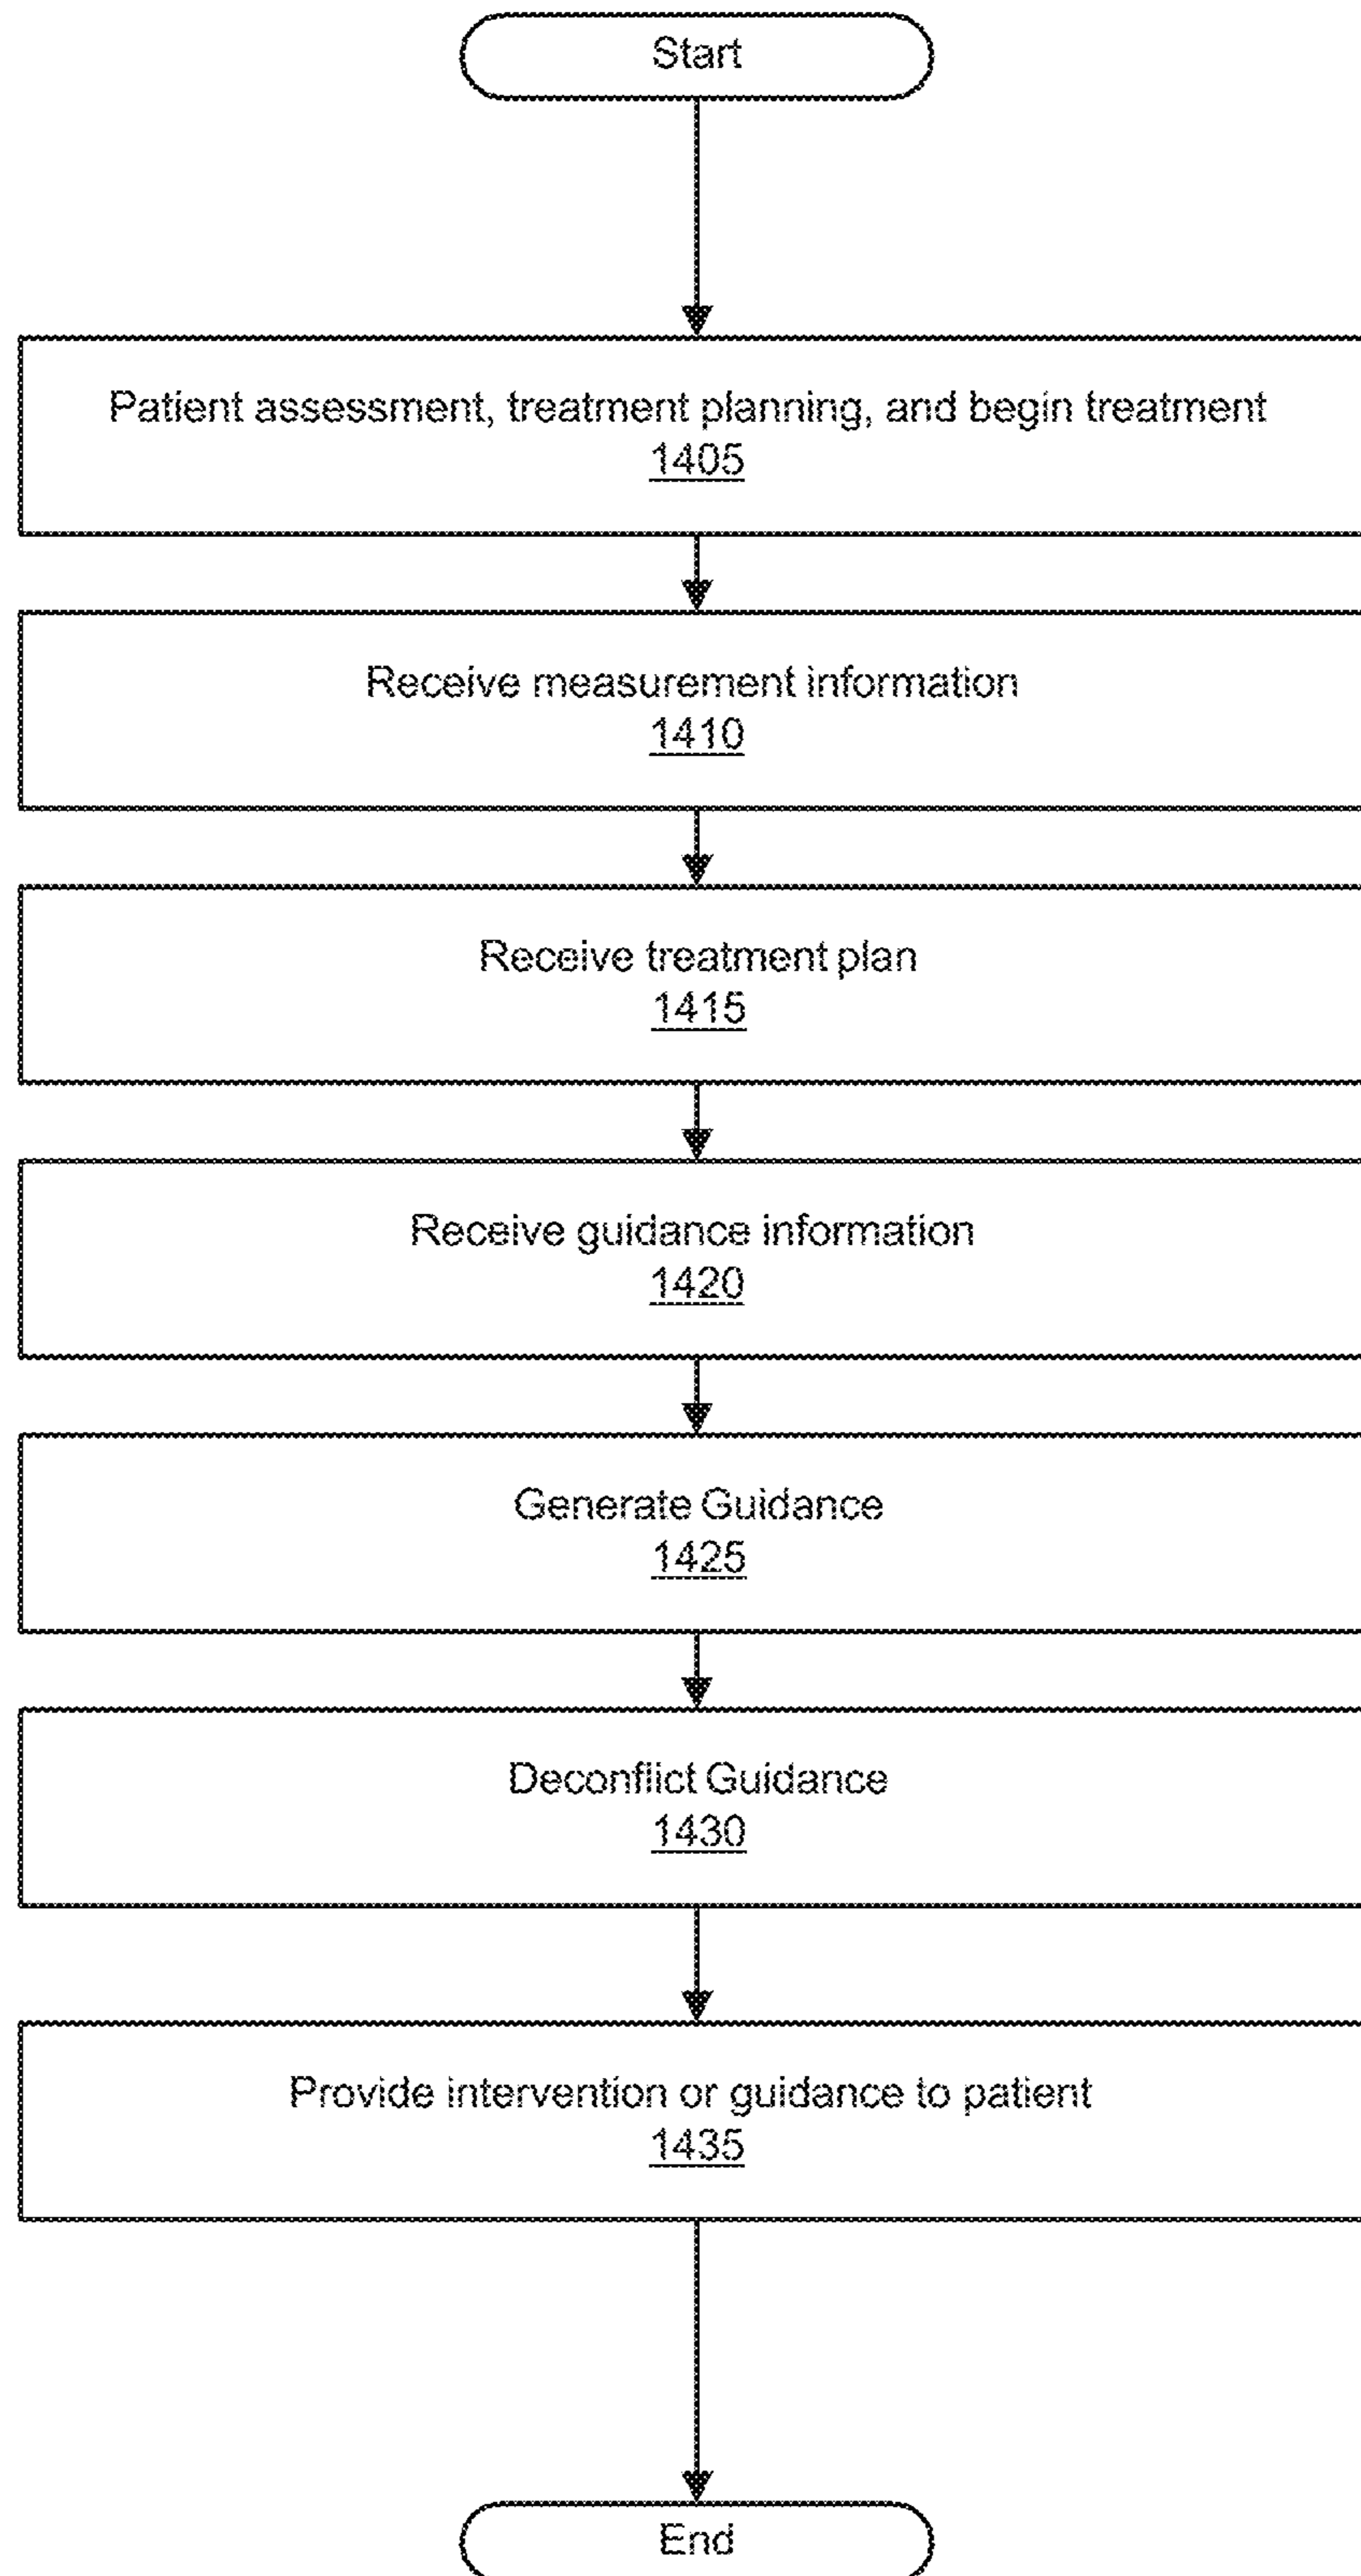 Start
Patient assessment, treatment planning, and begin treatment
1405
Receive measurement information
1410
Receive treatment plan
1415
Receive guidance information
1420
Generate Guidance
1425
Deconflict Guidance
1430
Provide intervention or guidance to patient
1435
End